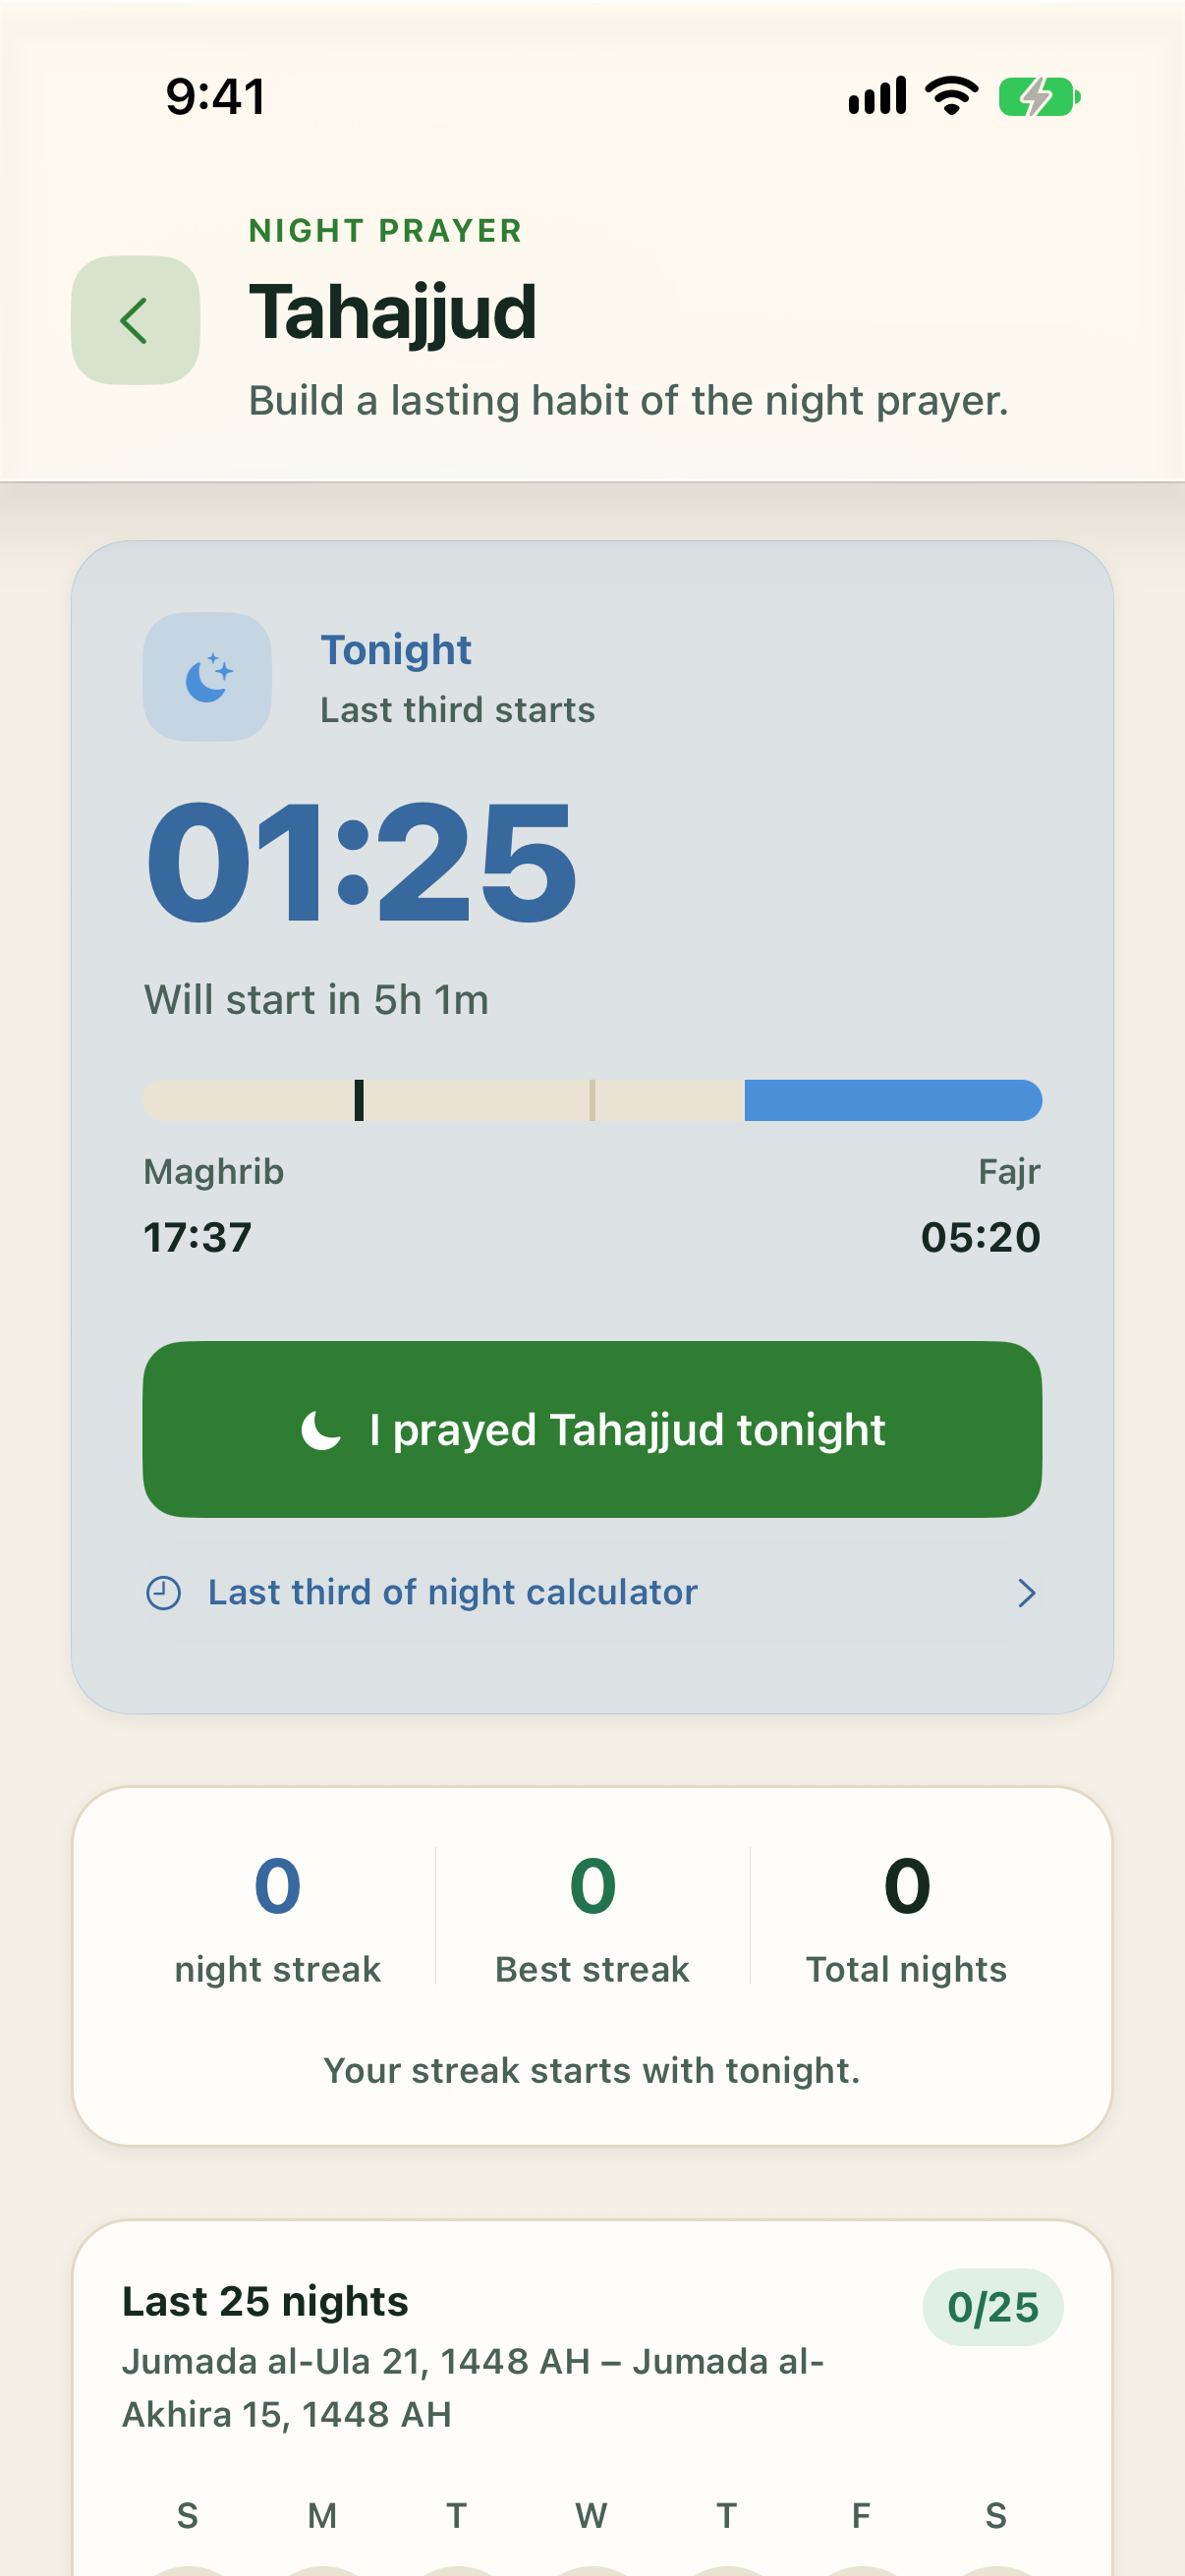 9:41
NIGHT PRAYER
Tahajjud
Build a lasting habit of the night prayer.
Tonight
Last third starts
01:25
Will start in 5h 1m
Maghrib Fajr
17:37 05:20
I prayed Tahajjud tonight
Last third of night calculator
0 0 0
night streak Best streak Total nights
Your streak starts with tonight.
Last 25 nights 0/25
Jumada al-Ula 21, 1448 AH – Jumada al-
Akhira 15, 1448 AH
S M T W T F S